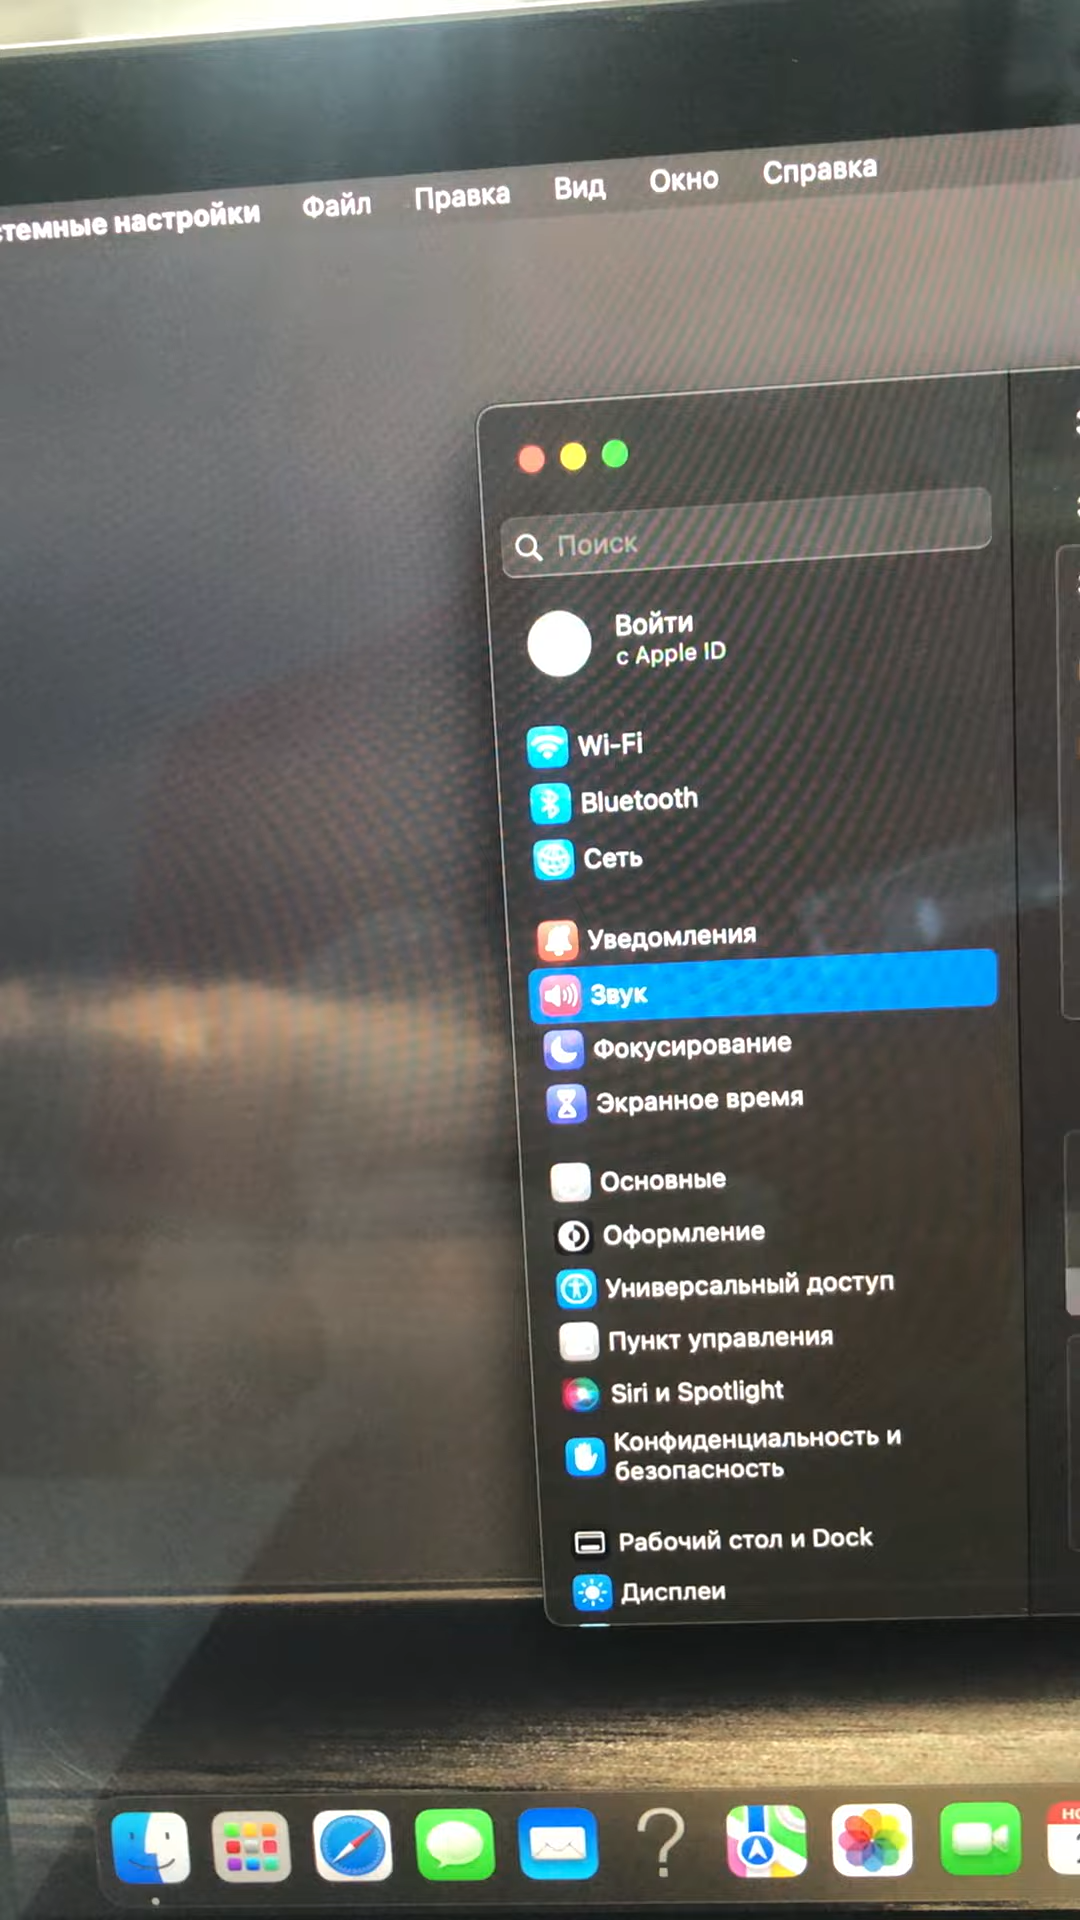 стемные настройки Файл Правка Вид Окно Справка
Поиск
Войти
с Apple ID
Wi-Fi
Bluetooth
Сеть
Уведомления
Звук
Фокусирование
Экранное время
Основные
Оформление
Универсальный доступ
Пункт управления
Siri и Spotlight
Конфиденциальность и
безопасность
Рабочий стол и Dock
Дисплеи
?